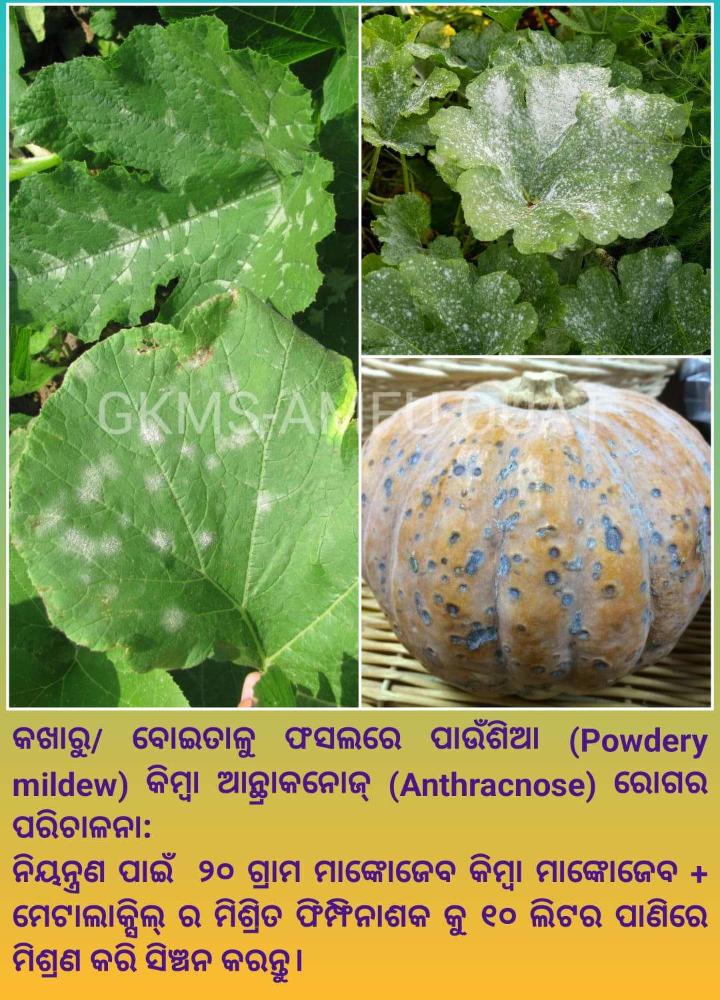 GKMS-AMFU OUAT
କଖାରୁ/ ବୋଇତାଳୁ ଫସଲରେ ପାଉଁଶିଆ (Powdery
mildew) କିମ୍ବା ଆନ୍ଥ୍ରାକନୋଜ୍ (Anthracnose) ରୋଗର
ପରିଚାଳନା:
ନିୟନ୍ତ୍ରଣ ପାଇଁ ୨୦ ଗ୍ରାମ ମାଙ୍କୋଜେବ କିମ୍ବା ମାଙ୍କୋଜେବ +
ମେଟାଲାକ୍ସିଲ୍ ର ମିଶ୍ରିତ ଫିମ୍ଫିନାଶକ କୁ ୧୦ ଲିଟର ପାଣିରେ
ମିଶ୍ରଣ କରି ସିଞ୍ଚନ କରନ୍ତୁ।